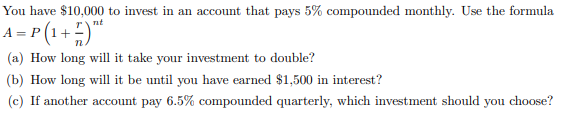 You have $10,000 to invest in an account that pays 5% compounded monthly. Use the formula
A = P(1 + r/n)^nt
(a) How long will it take your investment to double?
(b) How long will it be until you have earned $1,500 in interest?
(c) If another account pay 6.5% compounded quarterly, which investment should you choose?